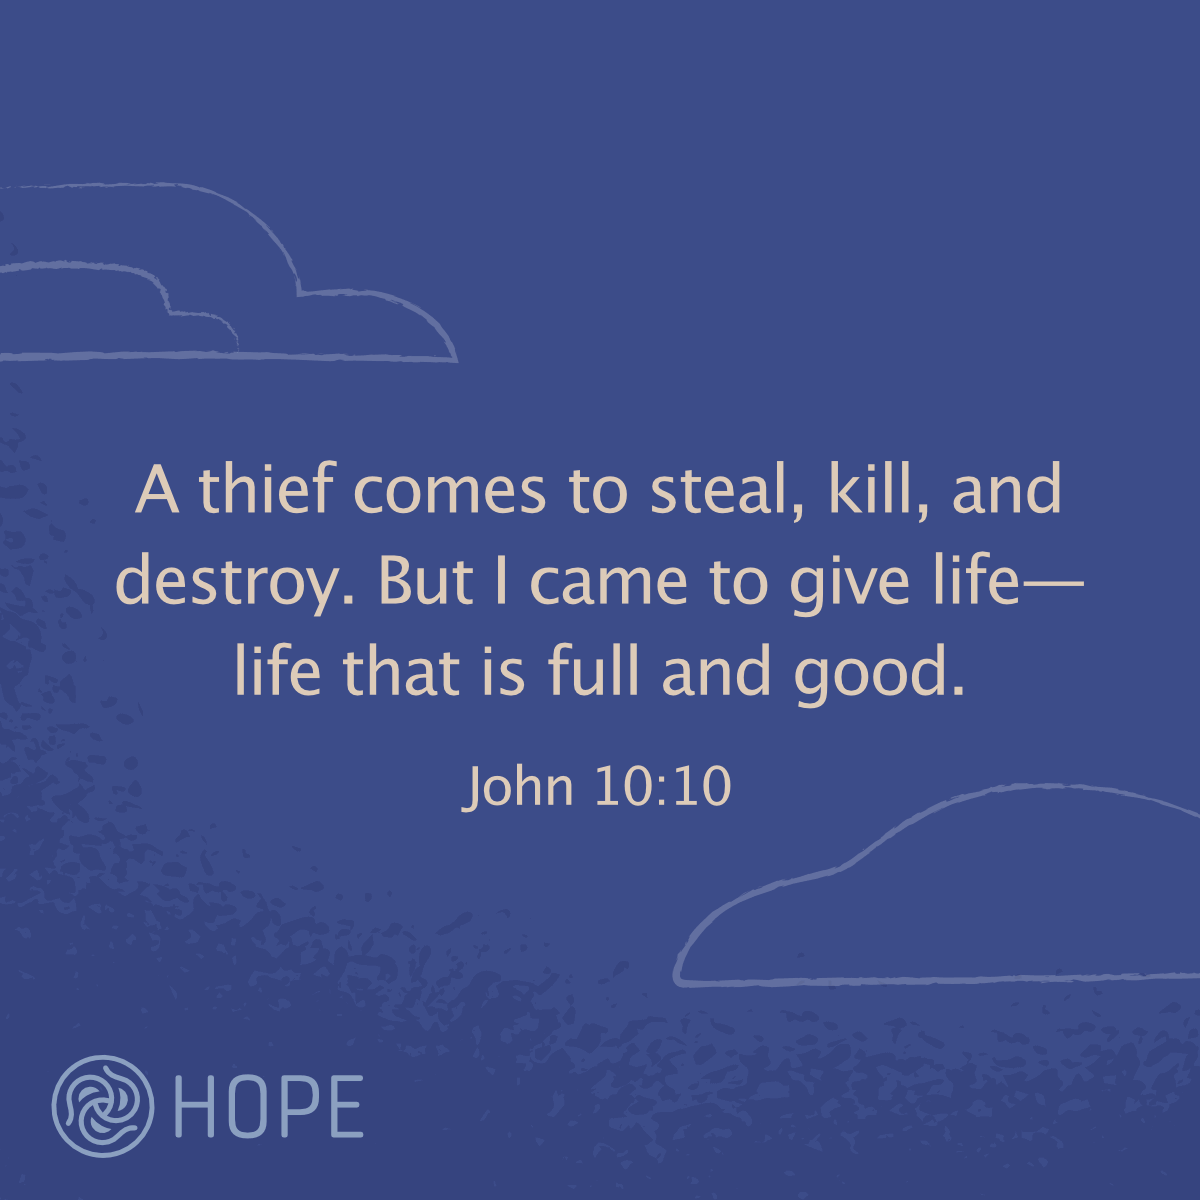 A thief comes to steal, kill, and
destroy. But I came to give life—
life that is full and good.
John 10:10
HOPE